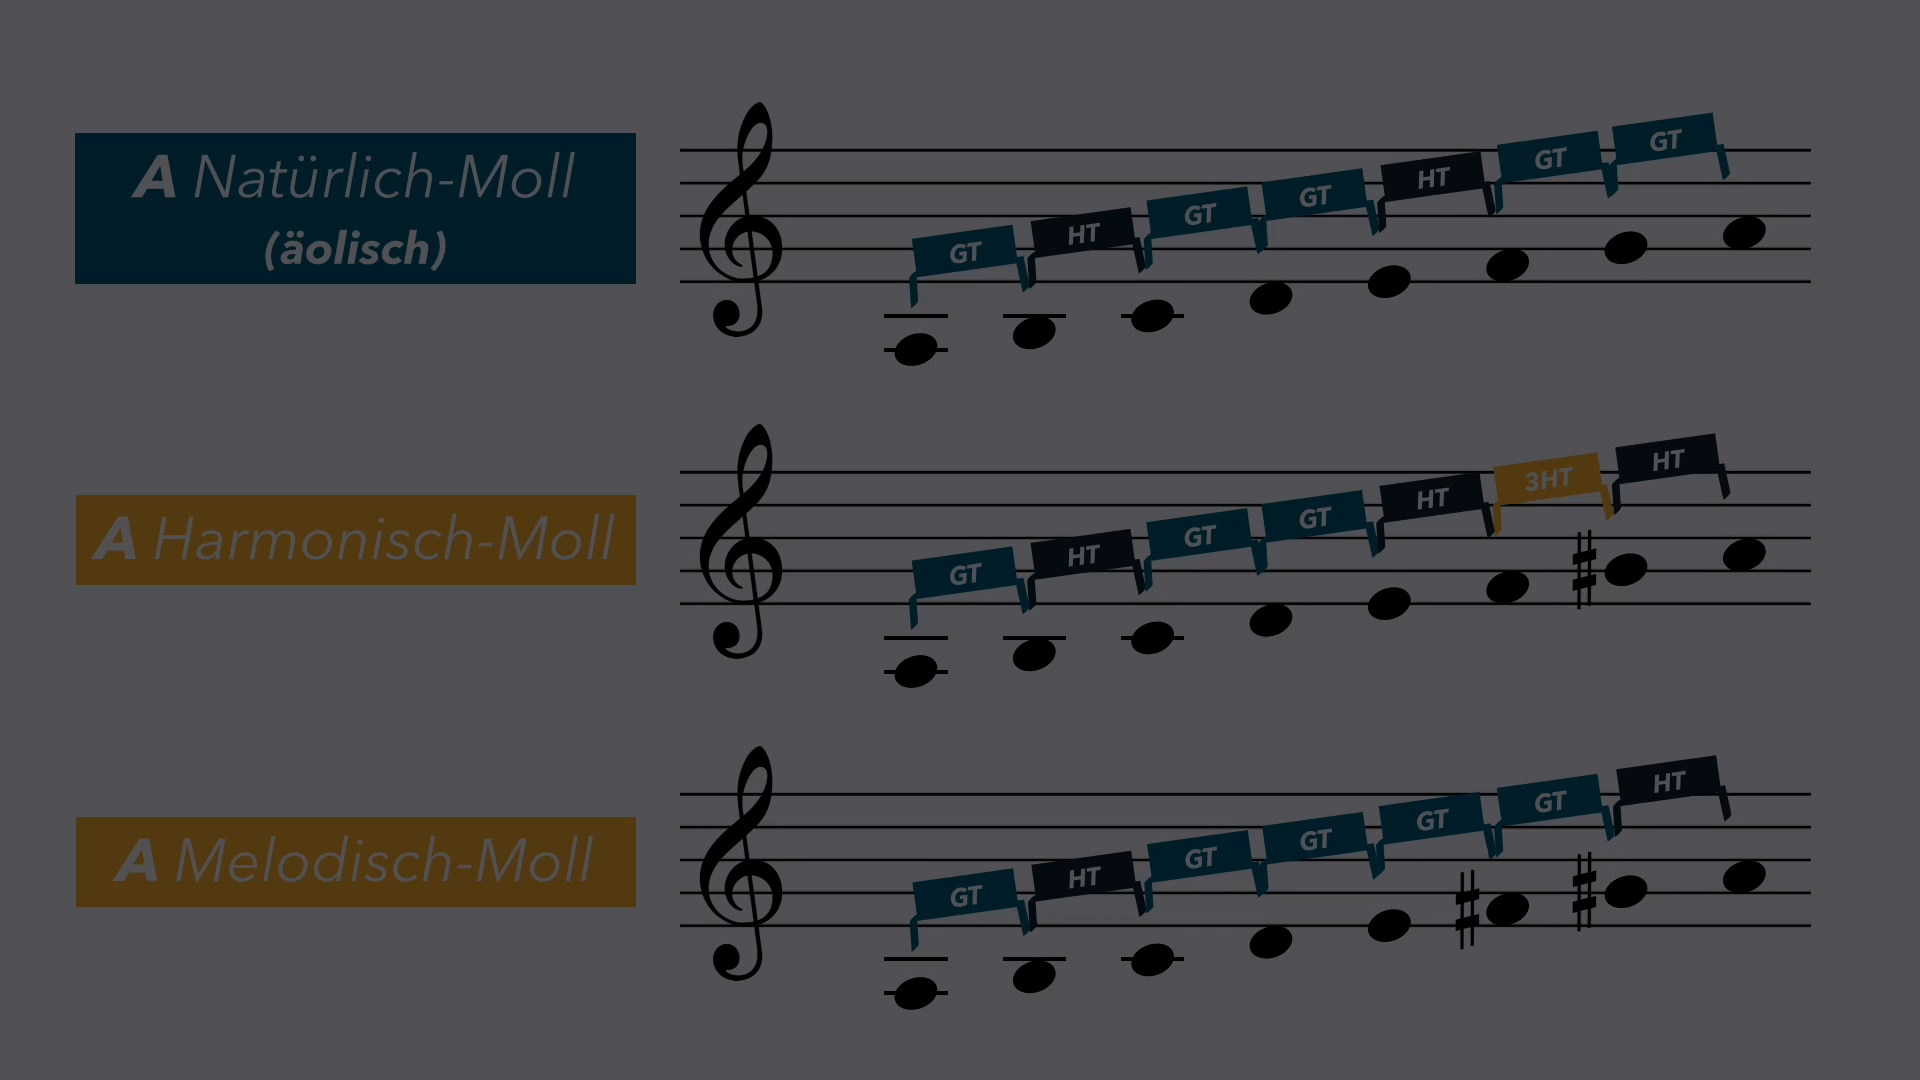 A Natürlich-Moll
(äolisch)
GT HT GT GT HT GT GT
A Harmonisch-Moll
GT HT GT GT HT 3HT HT
A Melodisch-Moll
GT HT GT GT GT GT HT